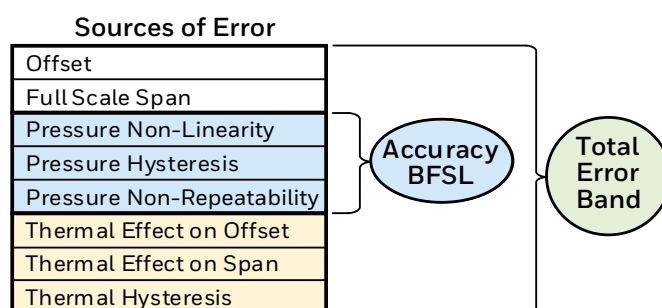 Sources of Error
Offset
Full Scale Span
Pressure Non-Linearity
Pressure Hysteresis
Pressure Non-Repeatability
Thermal Effect on Offset
Thermal Effect on Span
Thermal Hysteresis
Accuracy
BFSL
Total
Error
Band